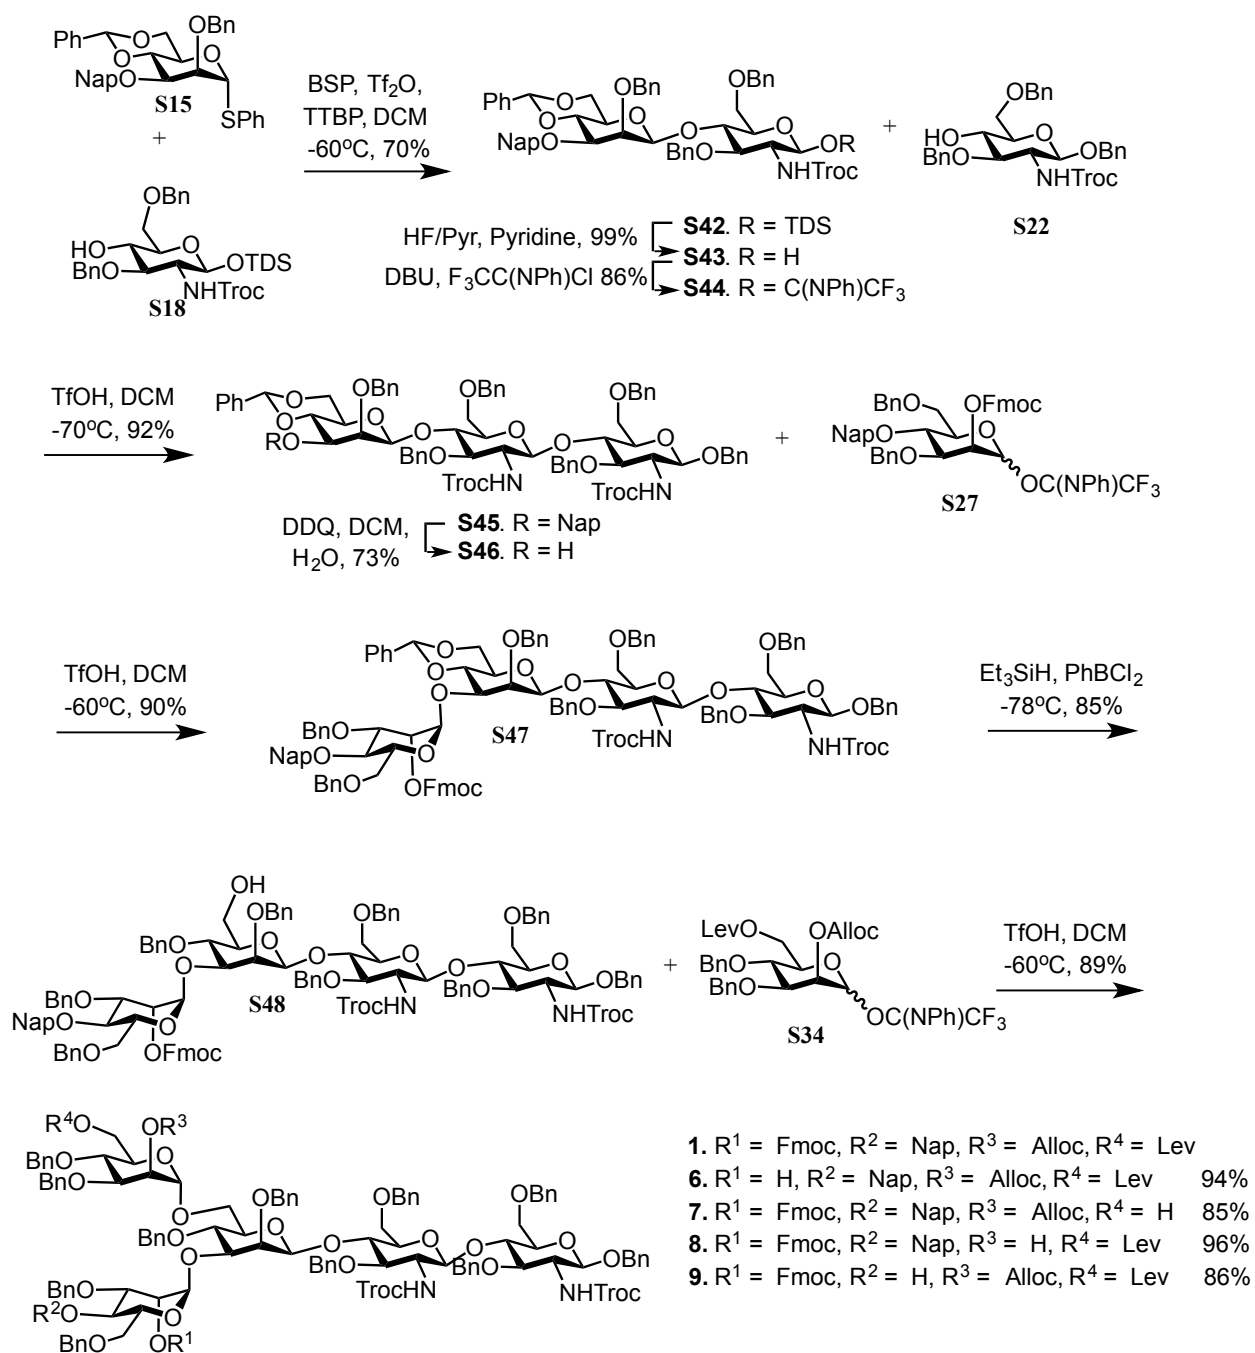 OBn
Ph O O
O
NapO
S15
SPh
+
OBn
HO O
BnO OTDS
NHTroc
S18
BSP, Tf2O,
TTBP, DCM
-60°C, 70%
OBn OBn
Ph O O O O
NapO O BnO OR
NHTroc
+
OBn
HO O
BnO OBn
NHTroc
S22
S42. R = TDS
HF/Pyr, Pyridine, 99%
S43. R = H
DBU, F3CC(NPh)Cl 86%
S44. R = C(NPh)CF3
TfOH, DCM
-70°C, 92%
OBn OBn OBn
Ph O O O O O O
RO O BnO BnO OBn
TrocHN TrocHN
+
BnO OFmoc
NapO O
BnO
OC(NPh)CF3
S27
DDQ, DCM,
H2O, 73%
S45. R = Nap
S46. R = H
TfOH, DCM
-60°C, 90%
OBn OBn OBn
Ph O O O O O O
O O BnO BnO OBn
TrocHN NHTroc
BnO
NapO O
BnO OFmoc
S47
Et3SiH, PhBCl2
-78°C, 85%
OH
OBn OBn OBn
BnO O O O O O
O BnO BnO OBn
TrocHN NHTroc
BnO
NapO O
BnO OFmoc
S48
+
LevO OAlloc
BnO O
BnO
OC(NPh)CF3
S34
TfOH, DCM
-60°C, 89%
R4O OR3
BnO O
BnO
O OBn OBn OBn
BnO O O O O O
O BnO BnO OBn
TrocHN NHTroc
BnO
R2O O
BnO OR1
1. R1 = Fmoc, R2 = Nap, R3 = Alloc, R4 = Lev
6. R1 = H, R2 = Nap, R3 = Alloc, R4 = Lev 94%
7. R1 = Fmoc, R2 = Nap, R3 = Alloc, R4 = H 85%
8. R1 = Fmoc, R2 = Nap, R3 = H, R4 = Lev 96%
9. R1 = Fmoc, R2 = H, R3 = Alloc, R4 = Lev 86%